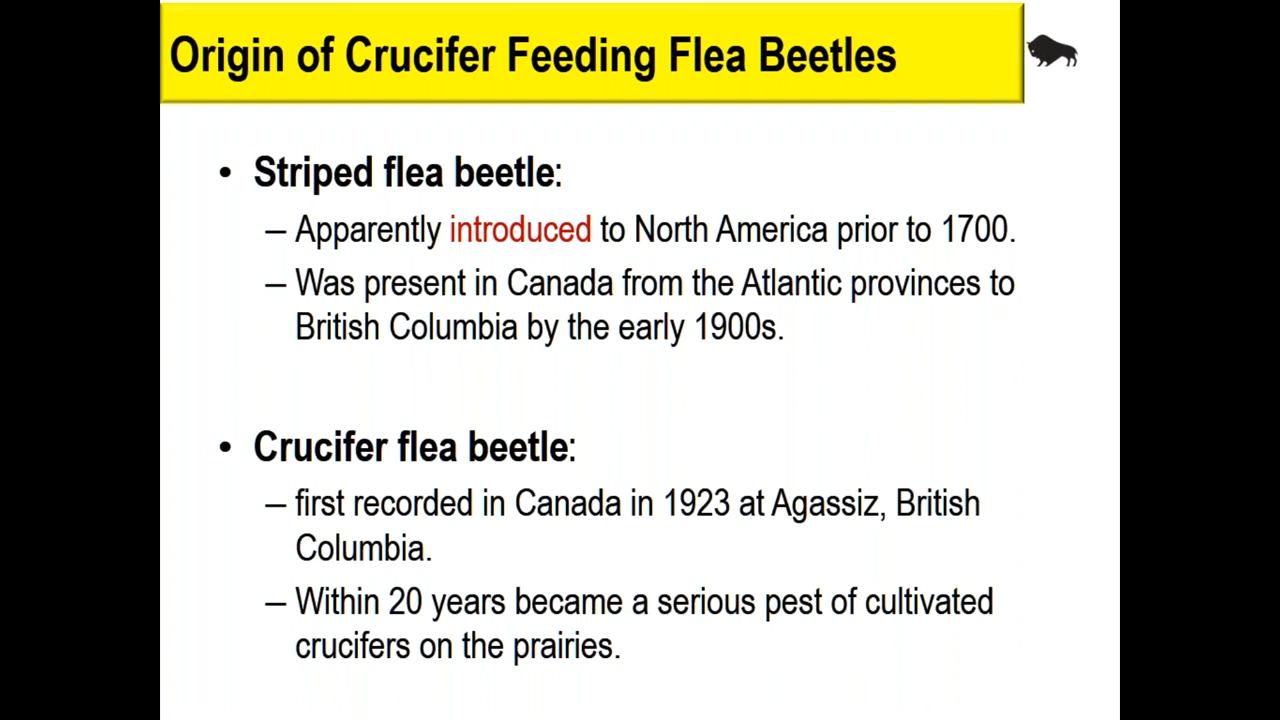 Origin of Crucifer Feeding Flea Beetles
• Striped flea beetle:
– Apparently introduced to North America prior to 1700.
– Was present in Canada from the Atlantic provinces to
British Columbia by the early 1900s.
• Crucifer flea beetle:
– first recorded in Canada in 1923 at Agassiz, British
Columbia.
– Within 20 years became a serious pest of cultivated
crucifers on the prairies.